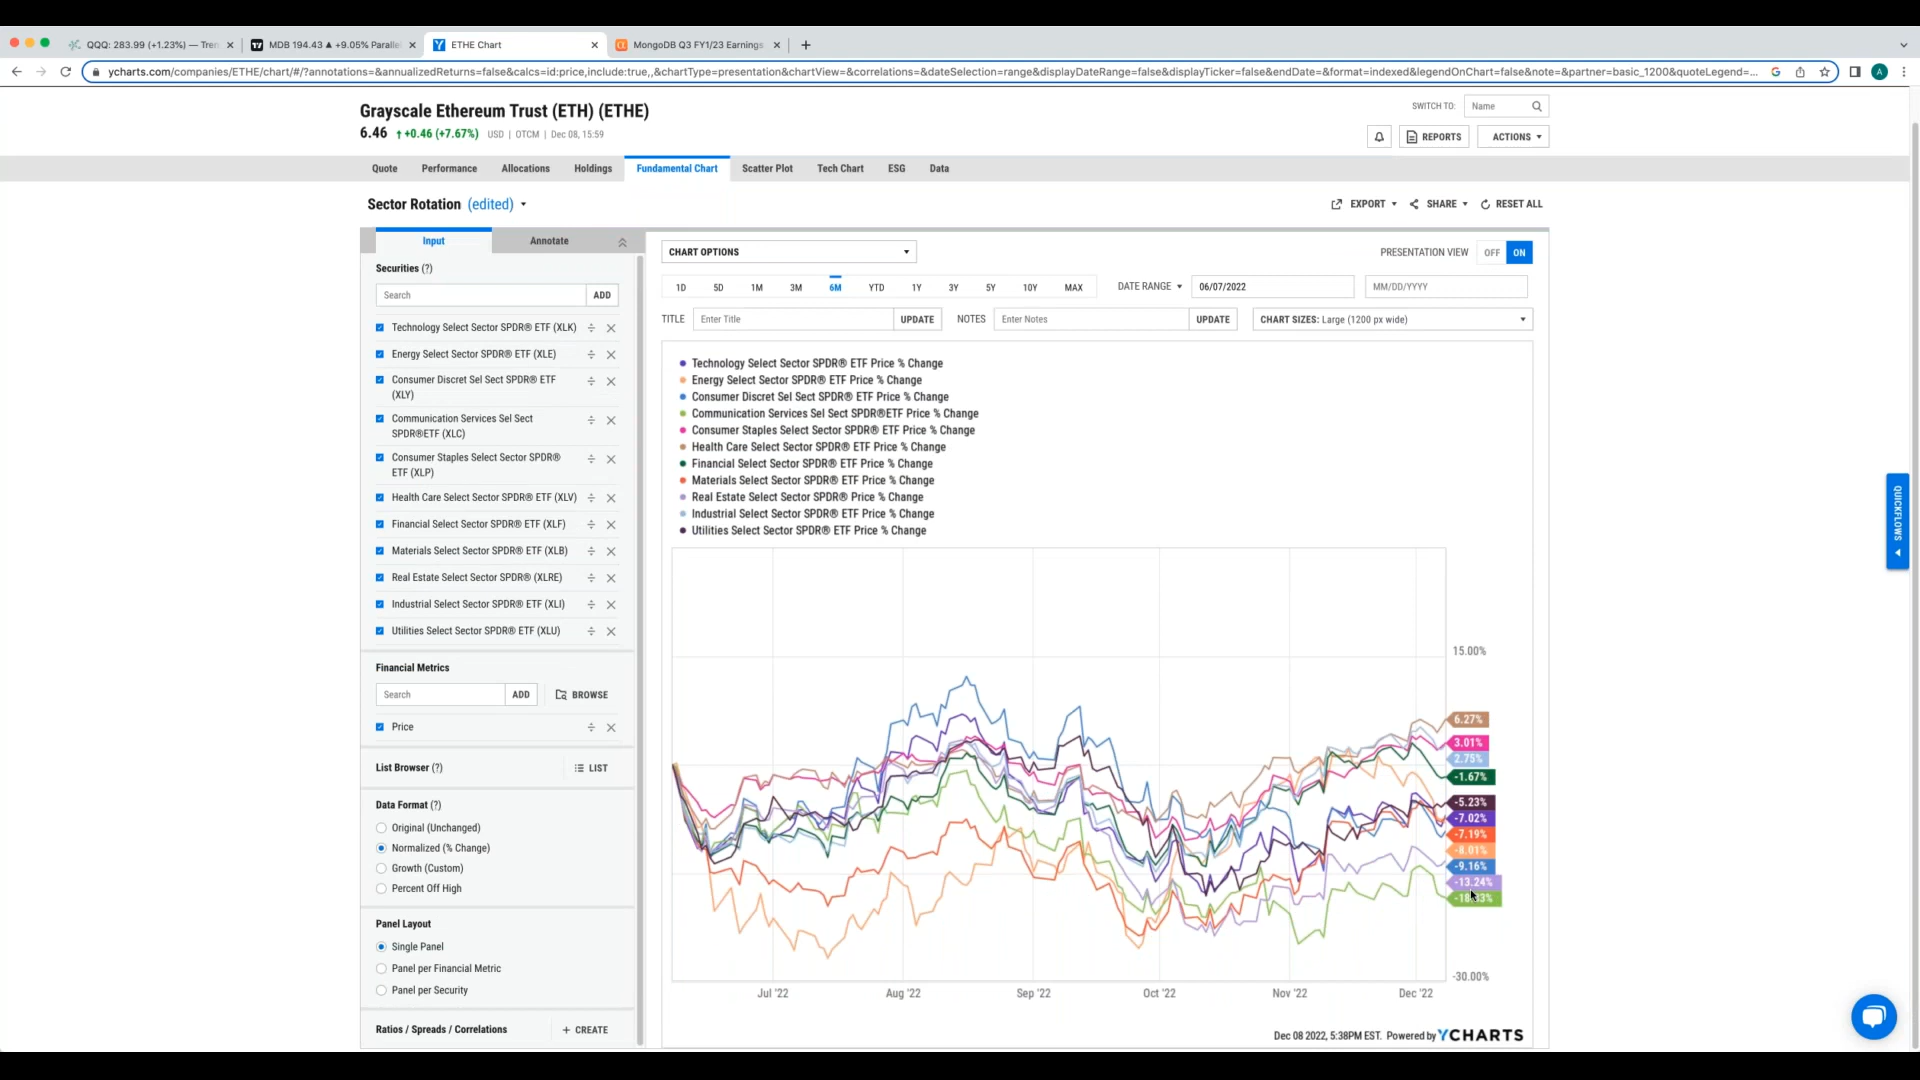 QQQ: 283.99 (+1.23%) — Tren
MDB 194.43 ▲ +9.05% Parallel
ETHE Chart
MongoDB Q3 FY1/23 Earnings
ycharts.com/companies/ETHE/chart/#/?annotations=&annualizedReturns=false&calcs=id:price,include:true,,&chartType=presentation&chartView=&correlations=&dateSelection=range&displayDateRange=false&displayTicker=false&endDate=&format=indexed&legendOnChart=false&note=&partner=basic_1200&quoteLegend=...
A
Grayscale Ethereum Trust (ETH) (ETHE)
6.46 +0.46 (+7.67%) USD | OTCM | Dec 08, 15:59
SWITCH TO: Name
REPORTS
ACTIONS
Quote Performance Allocations Holdings Fundamental Chart Scatter Plot Tech Chart ESG Data
Sector Rotation (edited)
EXPORT SHARE RESET ALL
Input Annotate
Securities (?)
Search ADD
Technology Select Sector SPDR® ETF (XLK)
Energy Select Sector SPDR® ETF (XLE)
Consumer Discret Sel Sect SPDR® ETF
(XLY)
Communication Services Sel Sect
SPDR®ETF (XLC)
Consumer Staples Select Sector SPDR®
ETF (XLP)
Health Care Select Sector SPDR® ETF (XLV)
Financial Select Sector SPDR® ETF (XLF)
Materials Select Sector SPDR® ETF (XLB)
Real Estate Select Sector SPDR® (XLRE)
Industrial Select Sector SPDR® ETF (XLI)
Utilities Select Sector SPDR® ETF (XLU)
Financial Metrics
Search ADD BROWSE
Price
List Browser (?) LIST
Data Format (?)
Original (Unchanged)
Normalized (% Change)
Growth (Custom)
Percent Off High
Panel Layout
Single Panel
Panel per Financial Metric
Panel per Security
Ratios / Spreads / Correlations + CREATE
CHART OPTIONS
PRESENTATION VIEW OFF ON
1D 5D 1M 3M 6M YTD 1Y 3Y 5Y 10Y MAX
DATE RANGE 06/07/2022 MM/DD/YYYY
TITLE Enter Title UPDATE NOTES Enter Notes UPDATE CHART SIZES: Large (1200 px wide)
Technology Select Sector SPDR® ETF Price % Change
Energy Select Sector SPDR® ETF Price % Change
Consumer Discret Sel Sect SPDR® ETF Price % Change
Communication Services Sel Sect SPDR®ETF Price % Change
Consumer Staples Select Sector SPDR® ETF Price % Change
Health Care Select Sector SPDR® ETF Price % Change
Financial Select Sector SPDR® ETF Price % Change
Materials Select Sector SPDR® ETF Price % Change
Real Estate Select Sector SPDR® Price % Change
Industrial Select Sector SPDR® ETF Price % Change
Utilities Select Sector SPDR® ETF Price % Change
15.00%
6.27%
3.01%
2.75%
-1.67%
-5.23%
-7.02%
-7.19%
-8.01%
-9.16%
-13.24%
-30.00%
Jul '22 Aug '22 Sep '22 Oct '22 Nov '22 Dec '22
Dec 08 2022, 5:38PM EST. Powered by YCHARTS
QUICKFLOWS